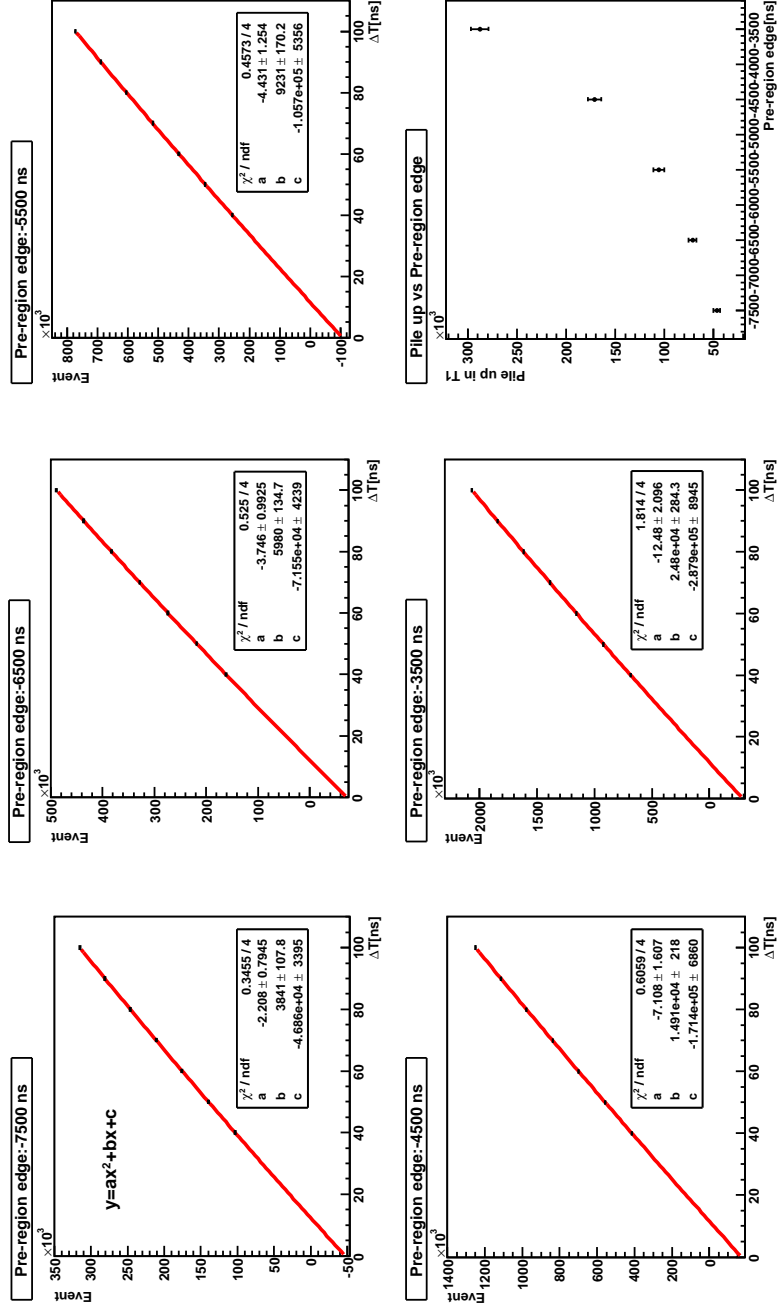 Pre-region edge:-7500 ns
×10³
Event
350
300
250
200
150
100
50
0
-50
y=ax²+bx+c
χ² / ndf 0.3455 / 4
a -2.208 ± 0.7945
b 3841 ± 107.8
c -4.686e+04 ± 3395
0 20 40 60 80 100
ΔT[ns]
Pre-region edge:-6500 ns
×10³
Event
500
400
300
200
100
0
χ² / ndf 0.525 / 4
a -3.746 ± 0.9925
b 5980 ± 134.7
c -7.155e+04 ± 4239
0 20 40 60 80 100
ΔT[ns]
Pre-region edge:-5500 ns
×10³
Event
800
700
600
500
400
300
200
100
0
-100
χ² / ndf 0.4573 / 4
a -4.431 ± 1.254
b 9231 ± 170.2
c -1.057e+05 ± 5356
0 20 40 60 80 100
ΔT[ns]
Pre-region edge:-4500 ns
×10³
Event
1400
1200
1000
800
600
400
200
0
χ² / ndf 0.6059 / 4
a -7.108 ± 1.607
b 1.491e+04 ± 218
c -1.714e+05 ± 6860
0 20 40 60 80 100
ΔT[ns]
Pre-region edge:-3500 ns
×10³
Event
2000
1500
1000
500
0
χ² / ndf 1.814 / 4
a -12.48 ± 2.096
b 2.48e+04 ± 284.3
c -2.879e+05 ± 8945
0 20 40 60 80 100
ΔT[ns]
Pile up vs Pre-region edge
×10³
Pile up in T1
300
250
200
150
100
50
-7500-7000-6500-6000-5500-5000-4500-4000-3500
Pre-region edge[ns]